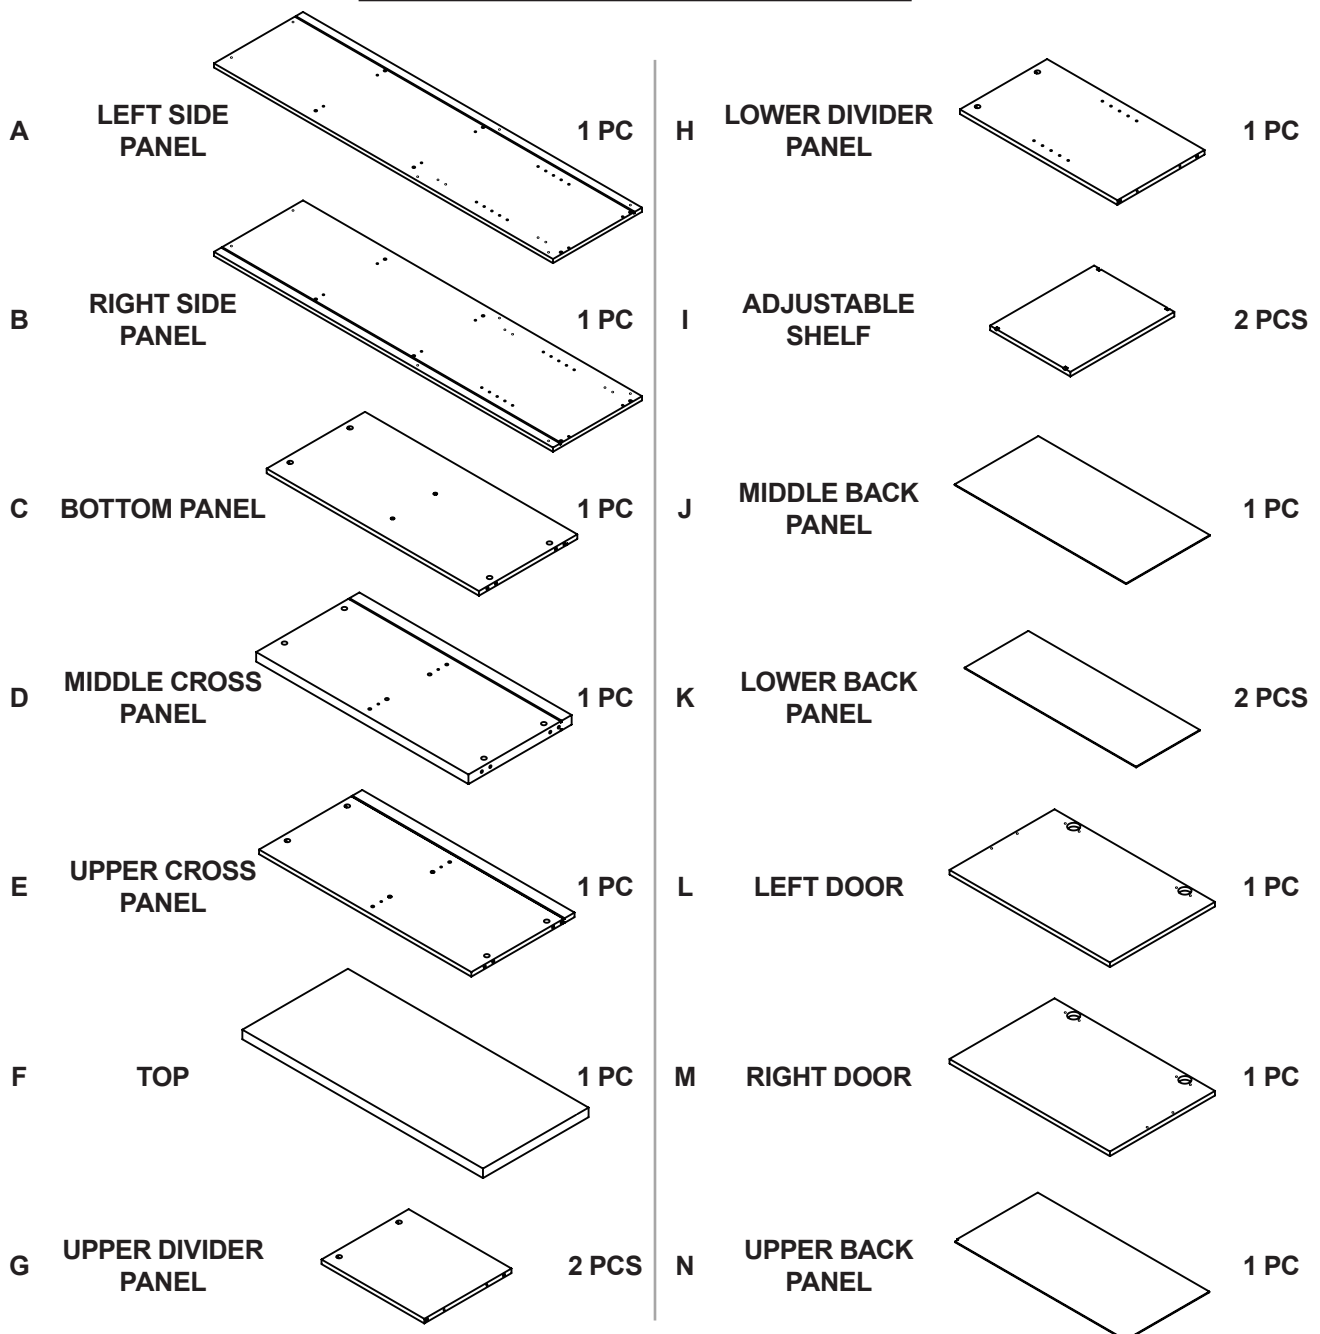 A LEFT SIDE PANEL 1 PC
B RIGHT SIDE PANEL 1 PC
C BOTTOM PANEL 1 PC
D MIDDLE CROSS PANEL 1 PC
E UPPER CROSS PANEL 1 PC
F TOP 1 PC
G UPPER DIVIDER PANEL 2 PCS
H LOWER DIVIDER PANEL 1 PC
I ADJUSTABLE SHELF 2 PCS
J MIDDLE BACK PANEL 1 PC
K LOWER BACK PANEL 2 PCS
L LEFT DOOR 1 PC
M RIGHT DOOR 1 PC
N UPPER BACK PANEL 1 PC